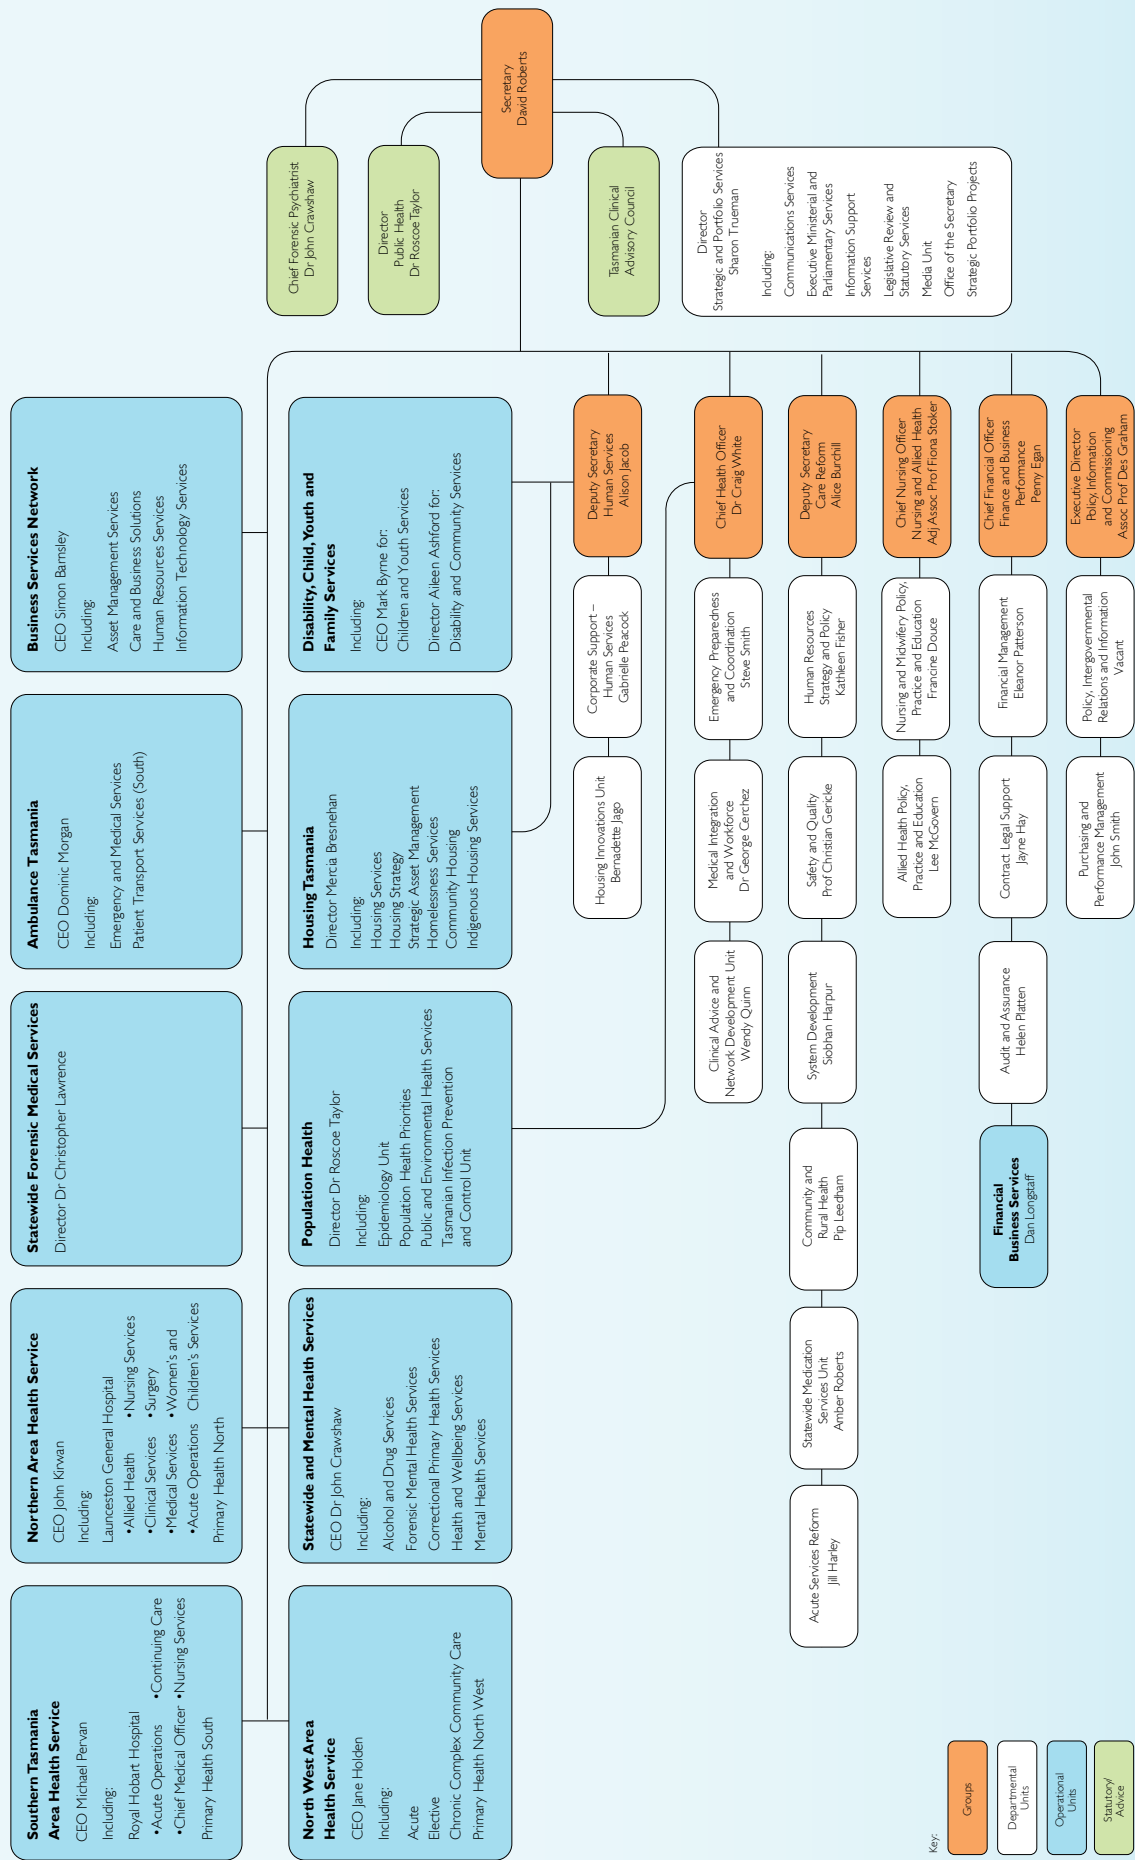 Secretary
David Roberts
Chief Forensic Psychiatrist
Dr John Crawshaw
Director
Public Health
Dr Roscoe Taylor
Tasmanian Clinical
Advisory Council
Director
Strategic and Portfolio Services
Sharon Trueman
Including:
Communications Services
Executive Ministerial and
Parliamentary Services
Information Support
Services
Legislative Review and
Statutory Services
Media Unit
Office of the Secretary
Strategic Portfolio Projects
Southern Tasmania
Area Health Service
CEO Michael Pervan
Including:
Royal Hobart Hospital
•Acute Operations •Continuing Care
•Chief Medical Officer •Nursing Services
Primary Health South
Northern Area Health Service
CEO John Kirwan
Including:
Launceston General Hospital
•Allied Health •Nursing Services
•Clinical Services •Surgery
•Medical Services •Women's and
•Acute Operations Children's Services
Primary Health North
Statewide Forensic Medical Services
Director Dr Christopher Lawrence
Ambulance Tasmania
CEO Dominic Morgan
Including:
Emergency and Medical Services
Patient Transport Services (South)
Business Services Network
CEO Simon Barnsley
Including:
Asset Management Services
Care and Business Solutions
Human Resources Services
Information Technology Services
North West Area
Health Service
CEO Jane Holden
Including:
Acute
Elective
Chronic Complex Community Care
Primary Health North West
Statewide and Mental Health Services
CEO Dr John Crawshaw
Including:
Alcohol and Drug Services
Forensic Mental Health Services
Correctional Primary Health Services
Health and Wellbeing Services
Mental Health Services
Population Health
Director Dr Roscoe Taylor
Including:
Epidemiology Unit
Population Health Priorities
Public and Environmental Health Services
Tasmanian Infection Prevention
and Control Unit
Housing Tasmania
Director Mercia Bresnehan
Including:
Housing Services
Housing Strategy
Strategic Asset Management
Homelessness Services
Community Housing
Indigenous Housing Services
Disability, Child, Youth and
Family Services
Including:
CEO Mark Byrne for:
Children and Youth Services
Director Aileen Ashford for:
Disability and Community Services
Housing Innovations Unit
Bernadette Jago
Corporate Support –
Human Services
Gabrielle Peacock
Deputy Secretary
Human Services
Alison Jacob
Clinical Advice and
Network Development Unit
Wendy Quinn
Medical Integration
and Workforce
Dr George Cerchez
Emergency Preparedness
and Coordination
Steve Smith
Chief Health Officer
Dr Craig White
Acute Services Reform
Jill Harley
Statewide Medication
Services Unit
Amber Roberts
Community and
Rural Health
Pip Leedham
System Development
Siobhan Harpur
Safety and Quality
Prof Christian Gericke
Human Resources
Strategy and Policy
Kathleen Fisher
Deputy Secretary
Care Reform
Alice Burchill
Allied Health Policy,
Practice and Education
Lee McGovern
Nursing and Midwifery Policy,
Practice and Education
Francine Douce
Chief Nursing Officer
Nursing and Allied Health
Adj Assoc Prof Fiona Stoker
Financial
Business Services
Dan Longstaff
Audit and Assurance
Helen Platten
Contract Legal Support
Jayne Hay
Financial Management
Eleanor Patterson
Chief Financial Officer
Finance and Business
Performance
Penny Egan
Purchasing and
Performance Management
John Smith
Policy, Intergovernmental
Relations and Information
Vacant
Executive Director
Policy, Information
and Commissioning
Assoc Prof Des Graham
Key:
Groups
Departmental
Units
Operational
Units
Statutory/
Advice